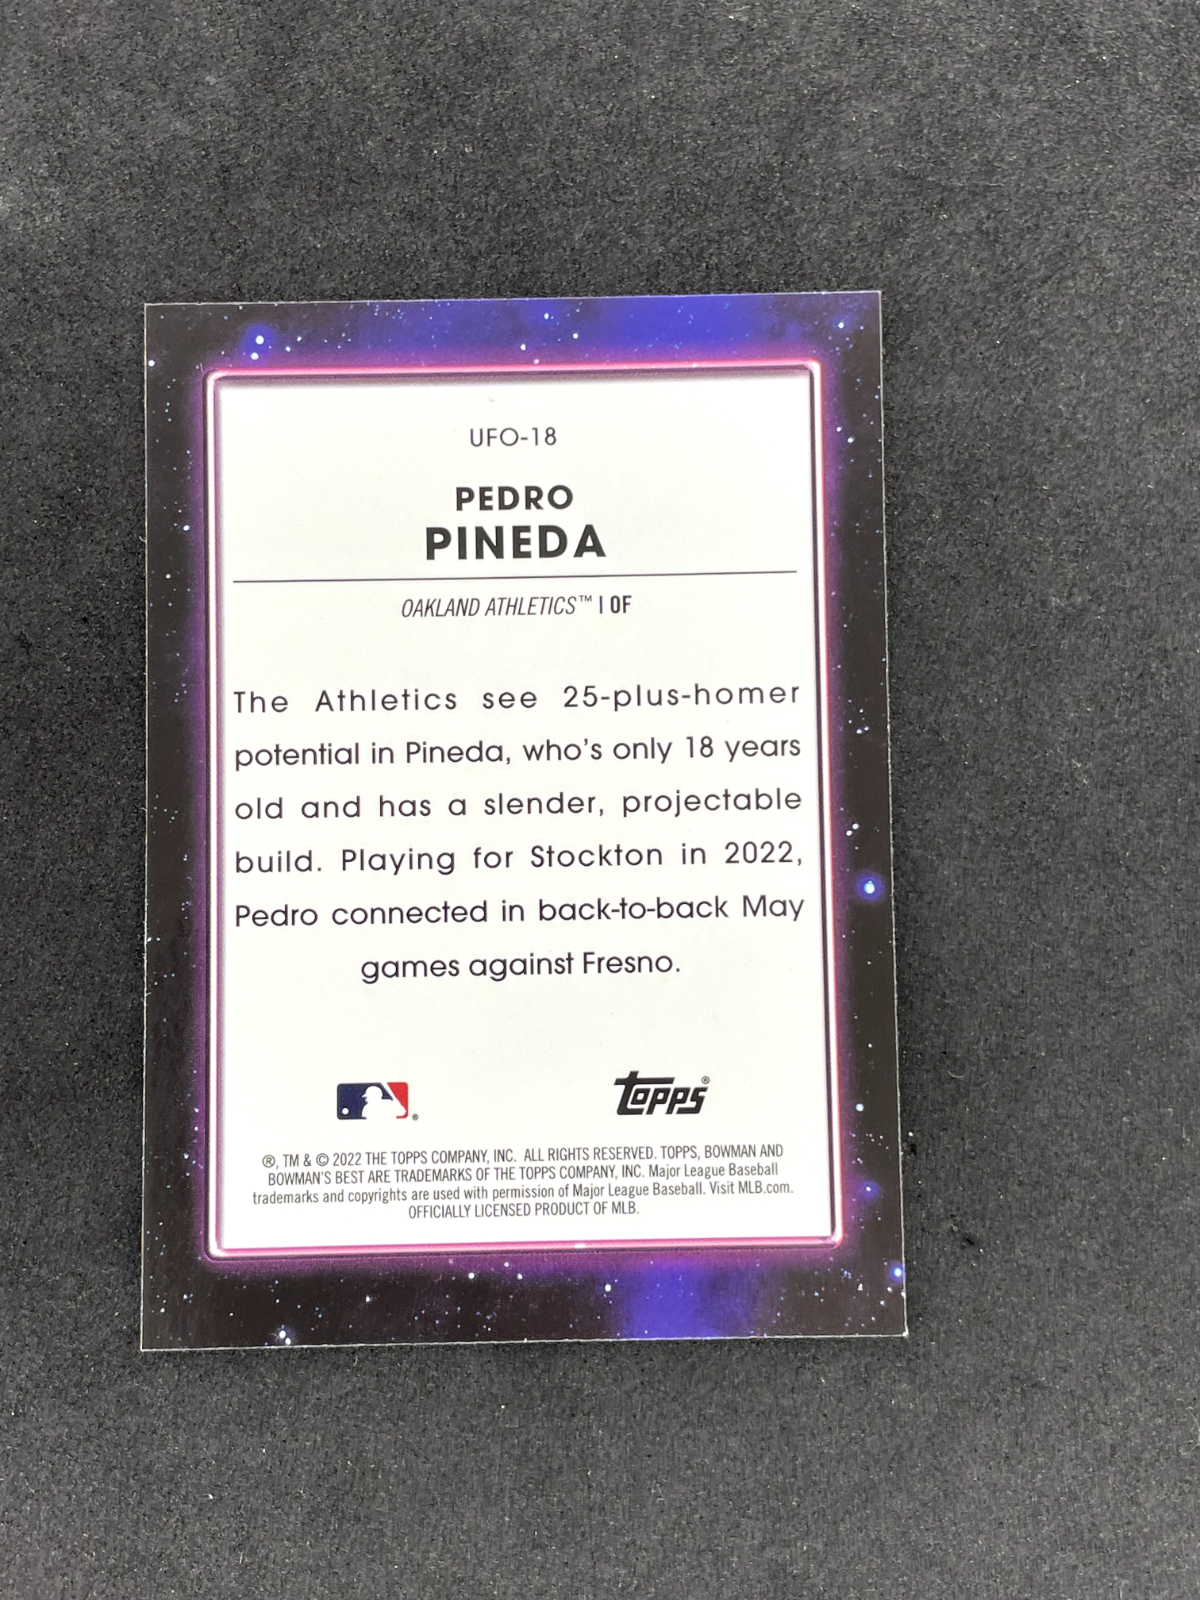 UFO-18
PEDRO
PINEDA
OAKLAND ATHLETICS™ | OF
The Athletics see 25-plus-homer
potential in Pineda, who's only 18 years
old and has a slender, projectable
build. Playing for Stockton in 2022,
Pedro connected in back-to-back May
games against Fresno.
® TOPPS®
®, TM & © 2022 THE TOPPS COMPANY, INC. ALL RIGHTS RESERVED. TOPPS, BOWMAN AND
BOWMAN'S BEST ARE TRADEMARKS OF THE TOPPS COMPANY, INC. Major League Baseball
trademarks and copyrights are used with permission of Major League Baseball. Visit MLB.com.
OFFICIALLY LICENSED PRODUCT OF MLB.